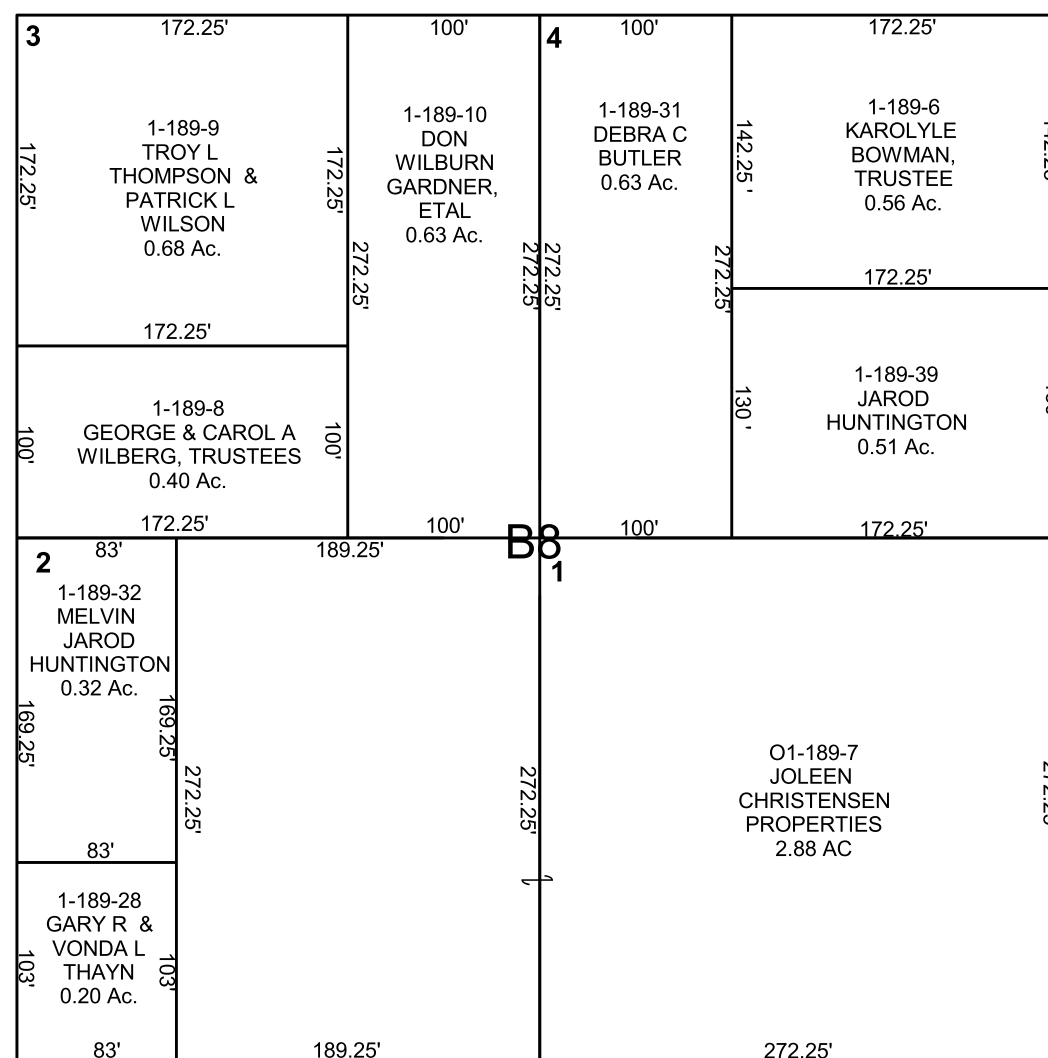 3
172.25'
100'
4
100'
172.25'
1-189-9
TROY L
THOMPSON &
PATRICK L
WILSON
0.68 Ac.
172.25'
172.25'
172.25'
1-189-10
DON
WILBURN
GARDNER,
ETAL
0.63 Ac.
272.25'
272.25'
272.25'
1-189-31
DEBRA C
BUTLER
0.63 Ac.
272.25'
142.25'
1-189-6
KAROLYLE
BOWMAN,
TRUSTEE
0.56 Ac.
172.25'
1-189-8
GEORGE & CAROL A
WILBERG, TRUSTEES
0.40 Ac.
100'
100'
172.25'
100'
100'
130'
1-189-39
JAROD
HUNTINGTON
0.51 Ac.
172.25'
B8
2
83'
189.25'
1
1-189-32
MELVIN
JAROD
HUNTINGTON
0.32 Ac.
169.25'
169.25'
83'
272.25'
272.25'
O1-189-7
JOLEEN
CHRISTENSEN
PROPERTIES
2.88 AC
1-189-28
GARY R &
VONDA L
THAYN
0.20 Ac.
103'
103'
83'
189.25'
272.25'